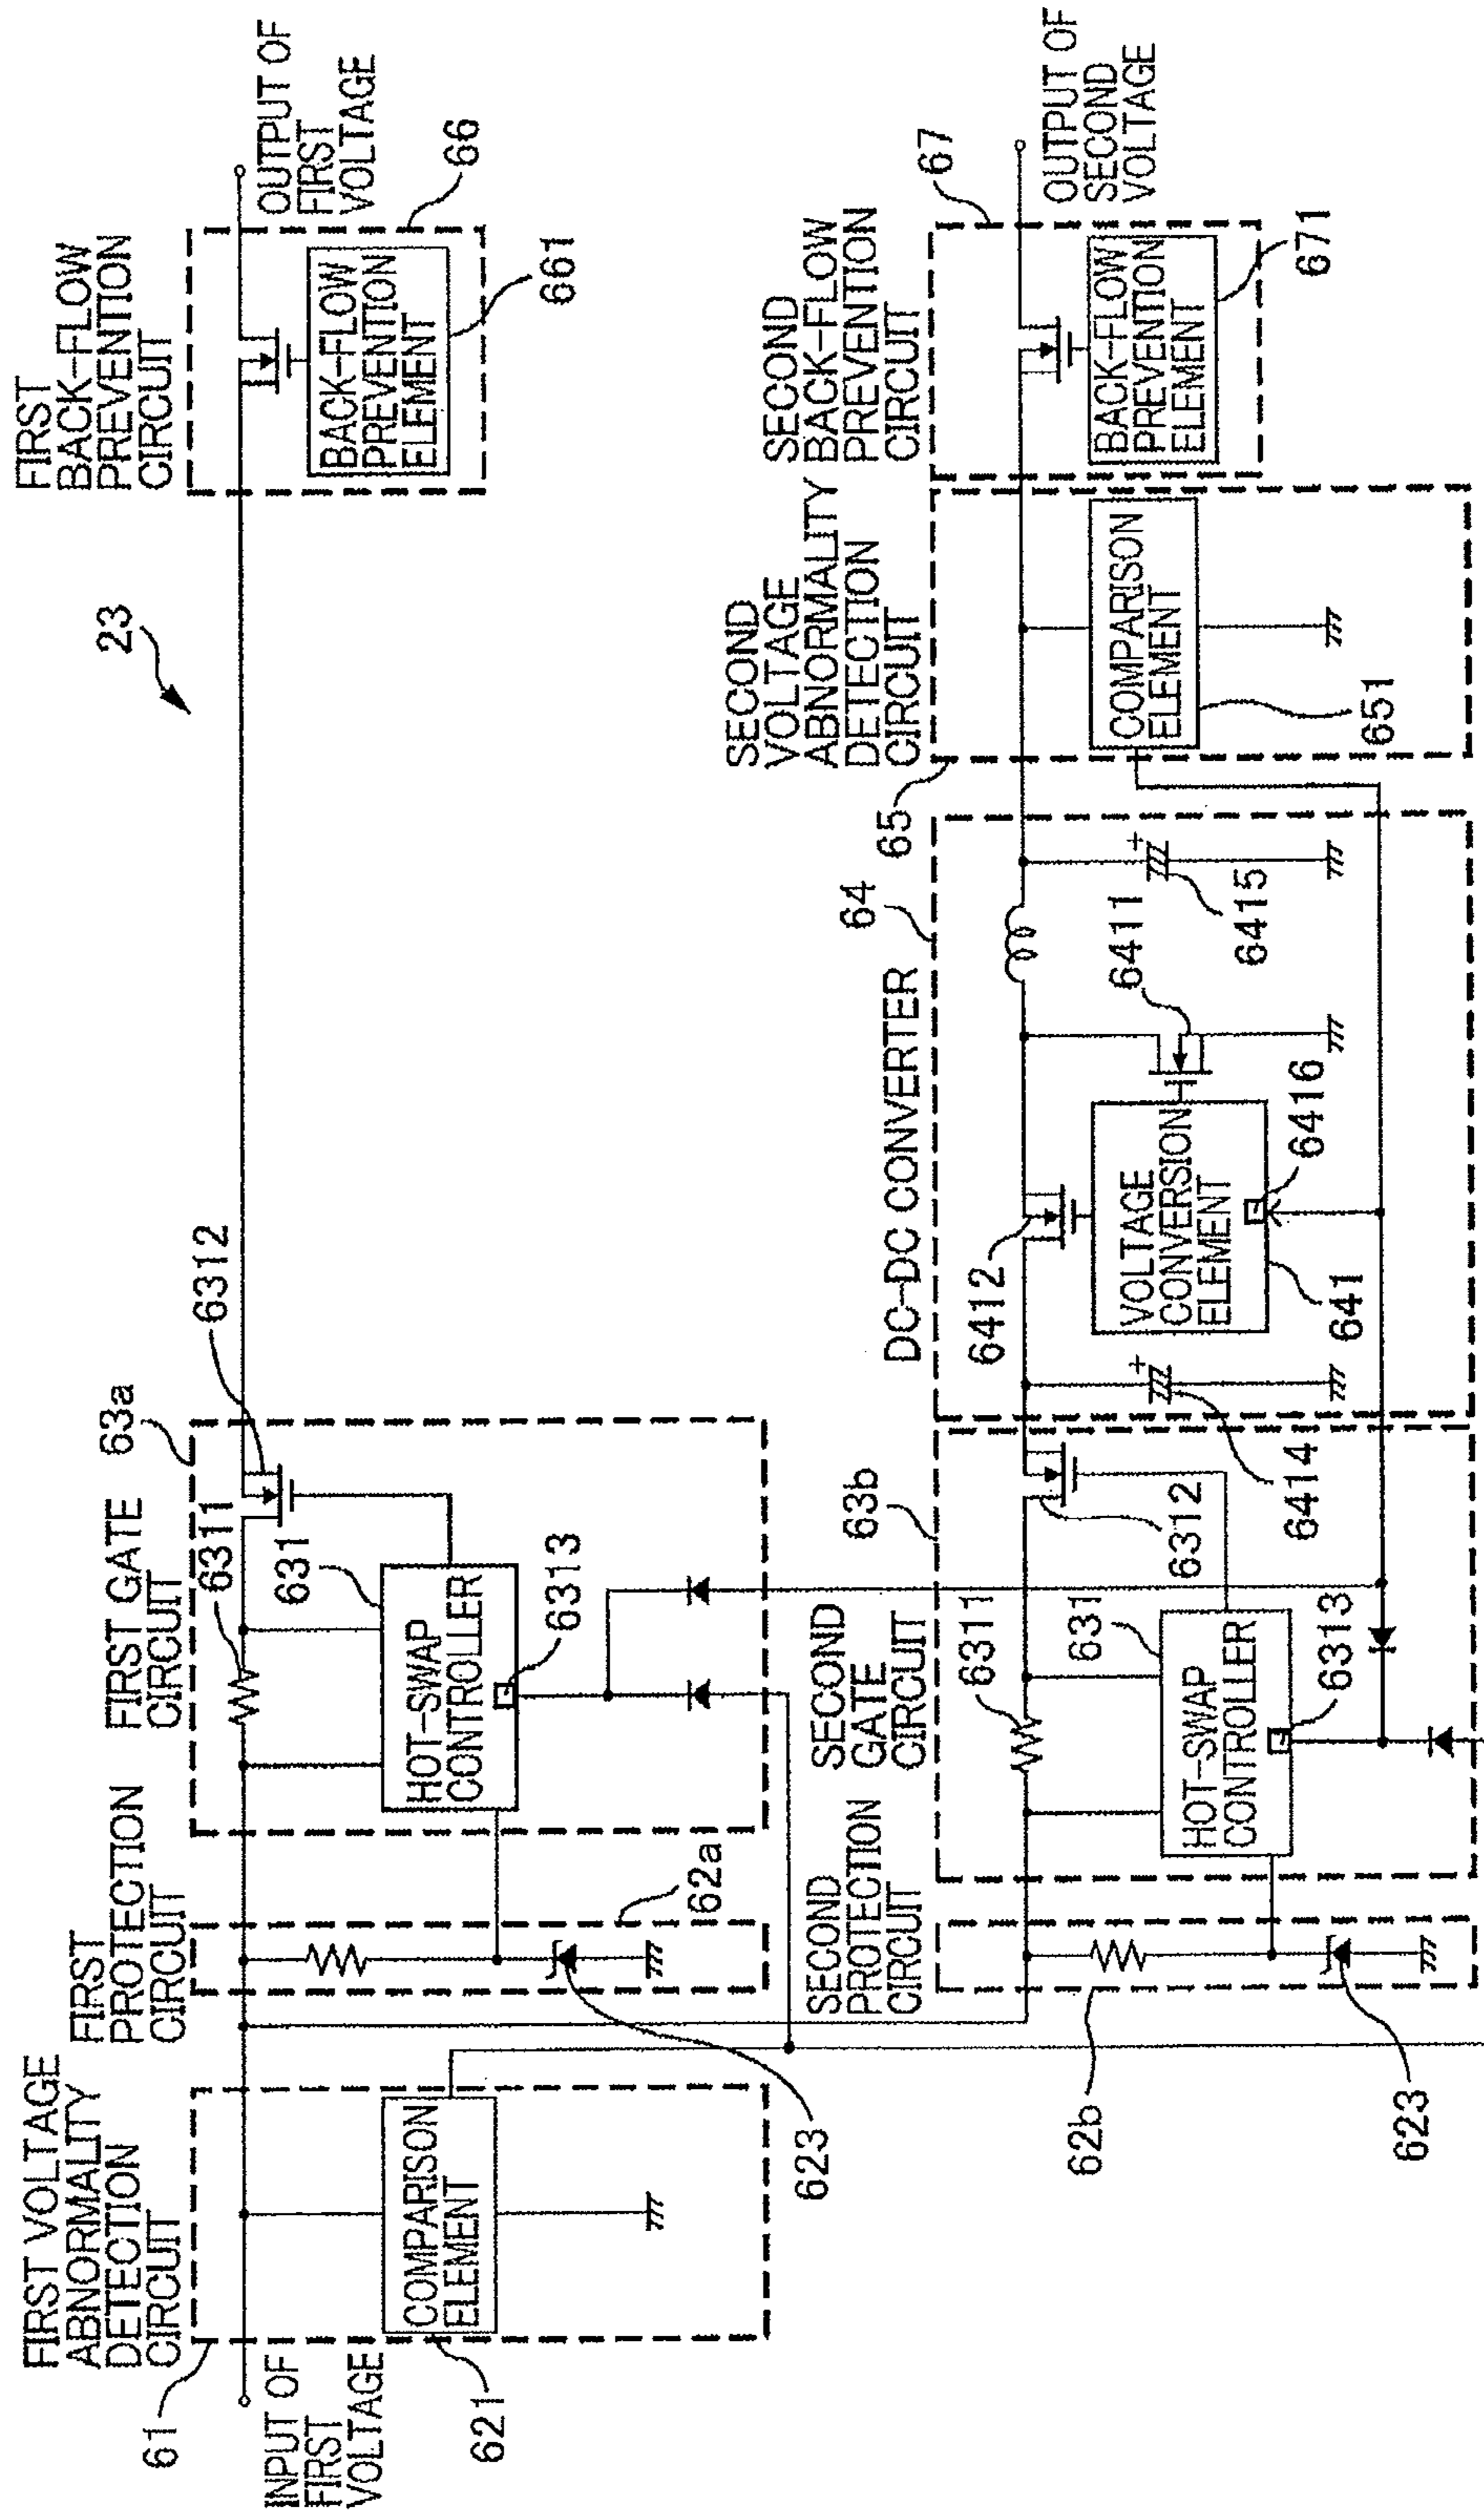 23
FIRST VOLTAGE
ABNORMALITY
DETECTION
CIRCUIT
61
INPUT OF
FIRST
VOLTAGE
COMPARISON
ELEMENT
621
FIRST
PROTECTION
CIRCUIT
62a
623
FIRST GATE
CIRCUIT
63a
6311
6312
631
HOT-SWAP
CONTROLLER
6313
FIRST
BACK-FLOW
PREVENTION
CIRCUIT
BACK-FLOW
PREVENTION
ELEMENT
66
661
OUTPUT OF
FIRST
VOLTAGE
SECOND
PROTECTION
CIRCUIT
62b
623
SECOND
GATE
CIRCUIT
63b
6311
6312
631
HOT-SWAP
CONTROLLER
6313
DC-DC CONVERTER
64
6412
6411
+
+
6414
6415
VOLTAGE
CONVERSION
ELEMENT
641
6416
SECOND
VOLTAGE
ABNORMALITY
DETECTION
CIRCUIT
65
COMPARISON
ELEMENT
651
SECOND
BACK-FLOW
PREVENTION
CIRCUIT
67
BACK-FLOW
PREVENTION
ELEMENT
671
OUTPUT OF
SECOND
VOLTAGE